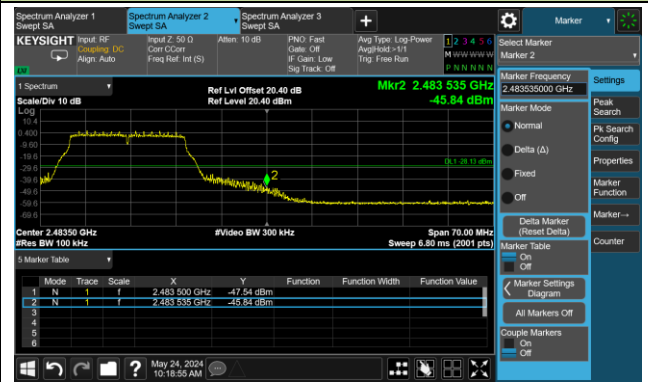 Spectrum Analyzer 1
Swept SA
Spectrum Analyzer 2
Swept SA
Spectrum Analyzer 3
Swept SA
+
Marker
KEYSIGHT
Input: RF
Coupling: DC
Align: Auto
Input Z: 50 Ω
Corr CCorr
Freq Ref: Int (S)
Atten: 10 dB
PNO: Fast
Gate: Off
IF Gain: Low
Sig Track: Off
Avg Type: Log-Power
Avg|Hold:>1/1
Trig: Free Run
1 2 3 4 5 6
M W W W W W
P N N N N N
LXI
Select Marker
Marker 2
1 Spectrum
Scale/Div 10 dB
Ref Lvl Offset 20.40 dB
Ref Level 20.40 dBm
Mkr2 2.483 535 GHz
-45.84 dBm
Log
10.4
0.400
-9.60
-19.6
-29.6
-39.6
-49.6
-59.6
-69.6
DL1 -28.13 dBm
2
Center 2.48350 GHz
#Res BW 100 kHz
#Video BW 300 kHz
Span 70.00 MHz
Sweep 6.80 ms (2001 pts)
5 Marker Table
Mode Trace Scale X Y Function Function Width Function Value
1 N 1 f 2.483 500 GHz -47.54 dBm
2 N 1 f 2.483 535 GHz -45.84 dBm
3
4
5
6
Marker Frequency
2.483535000 GHz
Marker Mode
Normal
Delta (Δ)
Fixed
Off
Delta Marker
(Reset Delta)
Marker Table
On
Off
Marker Settings
Diagram
All Markers Off
Couple Markers
On
Off
Settings
Peak
Search
Pk Search
Config
Properties
Marker
Function
Marker→
Counter
?
May 24, 2024
10:18:55 AM